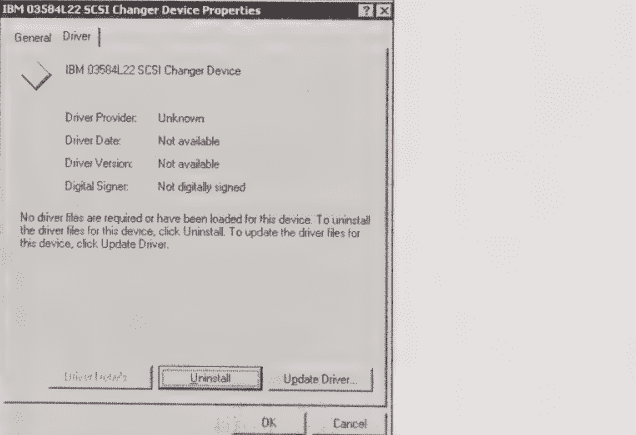 IBM 03584L22 SCSI Changer Device Properties
General Driver
IBM 03584L22 SCSI Changer Device
Driver Provider: Unknown
Driver Date: Not available
Driver Version: Not available
Digital Signer: Not digitally signed
No driver files are required or have been loaded for this device. To uninstall
the driver files for this device, click Uninstall. To update the driver files for
this device, click Update Driver.
Driver Details Uninstall Update Driver...
OK Cancel